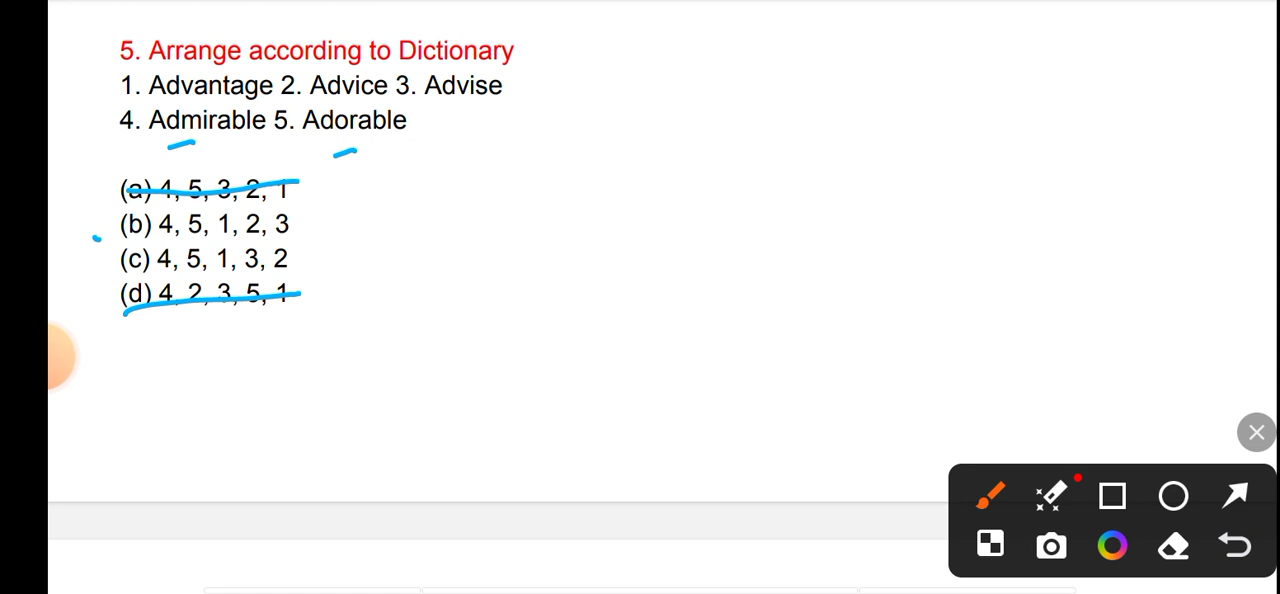 5. Arrange according to Dictionary
1. Advantage 2. Advice 3. Advise
4. Admirable 5. Adorable
(a) 4, 5, 3, 2, 1
(b) 4, 5, 1, 2, 3
(c) 4, 5, 1, 3, 2
(d) 4, 2, 3, 5, 1